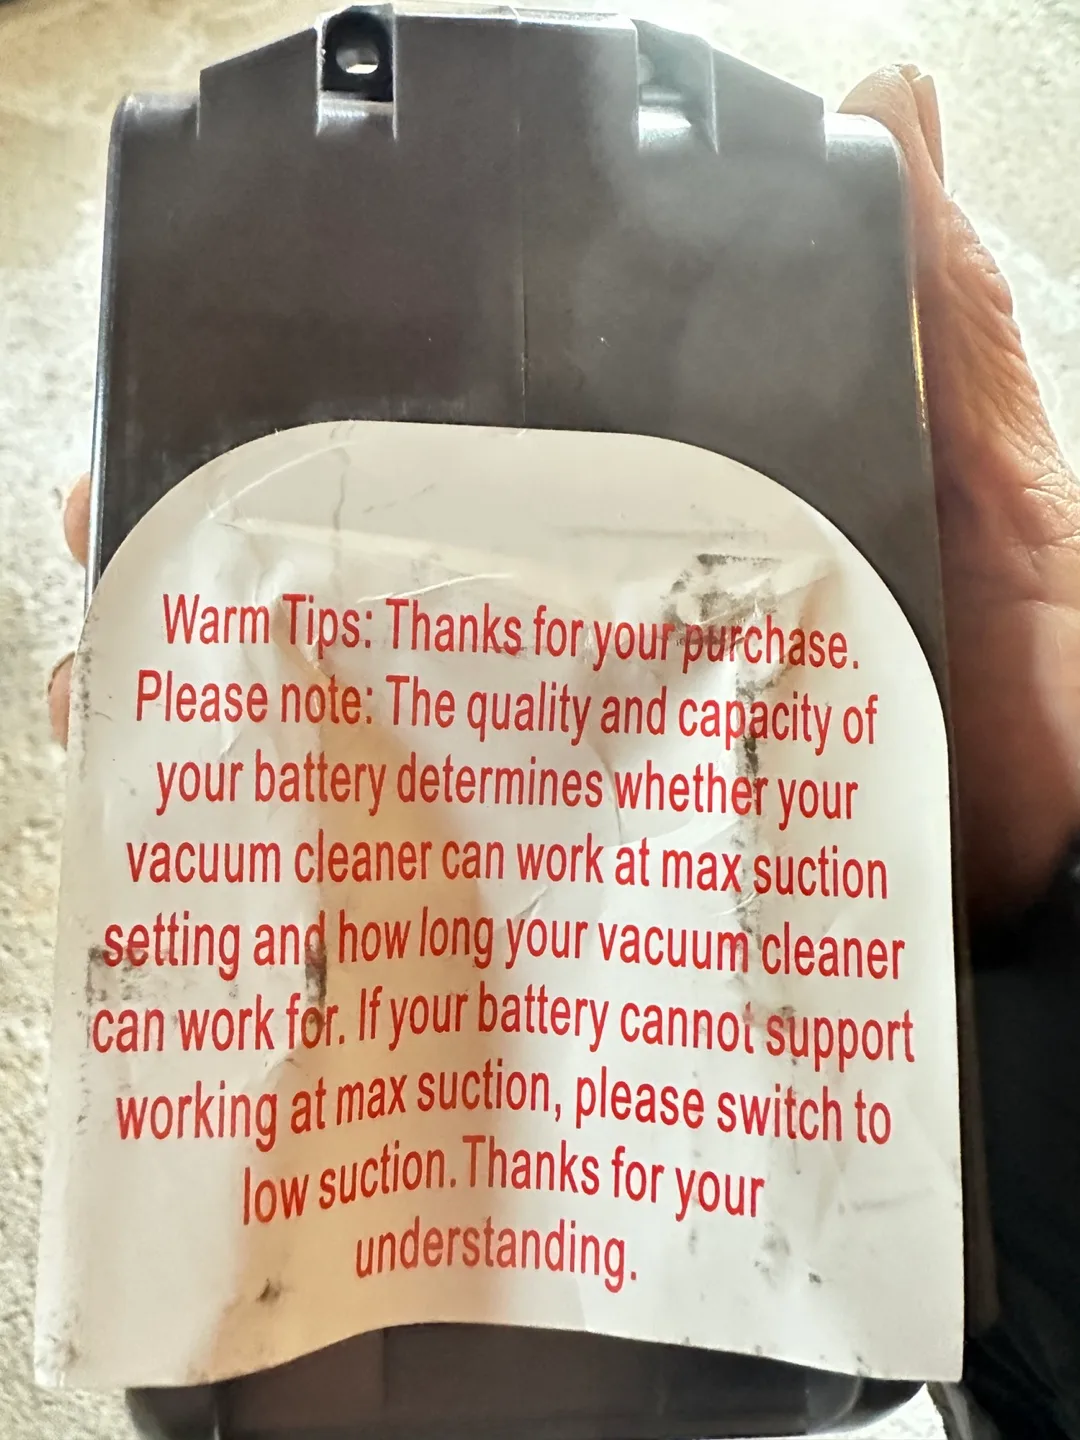 Warm Tips: Thanks for your purchase.
Please note: The quality and capacity of
your battery determines whether your
vacuum cleaner can work at max suction
setting and how long your vacuum cleaner
can work for. If your battery cannot support
working at max suction, please switch to
low suction. Thanks for your
understanding.